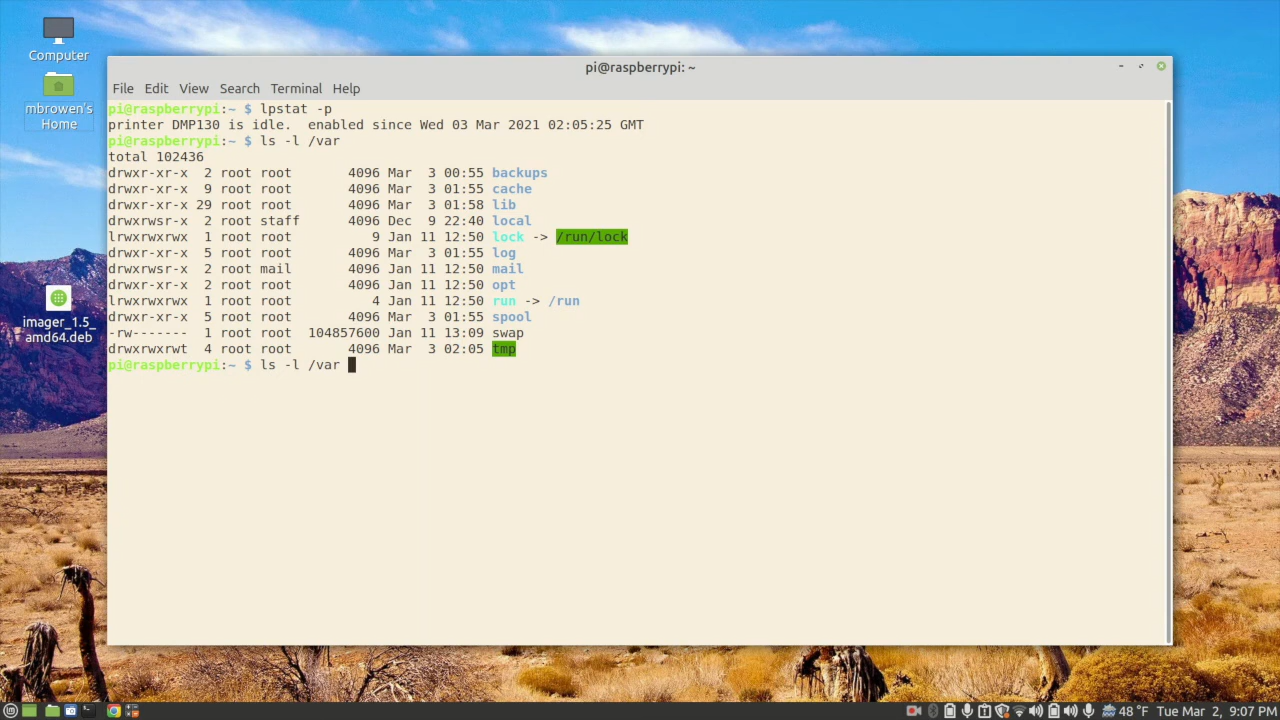 Computer
mbrowen's
Home
imager_1.5_
amd64.deb
pi@raspberrypi: ~
File Edit View Search Terminal Help
pi@raspberrypi:~ $ lpstat -p
printer DMP130 is idle.  enabled since Wed 03 Mar 2021 02:05:25 GMT
pi@raspberrypi:~ $ ls -l /var
total 102436
drwxr-xr-x  2 root root       4096 Mar  3 00:55 backups
drwxr-xr-x  9 root root       4096 Mar  3 01:55 cache
drwxr-xr-x 29 root root       4096 Mar  3 01:58 lib
drwxrwsr-x  2 root staff      4096 Dec  9 22:40 local
lrwxrwxrwx  1 root root          9 Jan 11 12:50 lock -> /run/lock
drwxr-xr-x  5 root root       4096 Mar  3 01:55 log
drwxrwsr-x  2 root mail       4096 Jan 11 12:50 mail
drwxr-xr-x  2 root root       4096 Jan 11 12:50 opt
lrwxrwxrwx  1 root root          4 Jan 11 12:50 run -> /run
drwxr-xr-x  5 root root       4096 Mar  3 01:55 spool
-rw-------  1 root root  104857600 Jan 11 13:09 swap
drwxrwxrwt  4 root root       4096 Mar  3 02:05 tmp
pi@raspberrypi:~ $ ls -l /var
48 °F Tue Mar 2, 9:07 PM